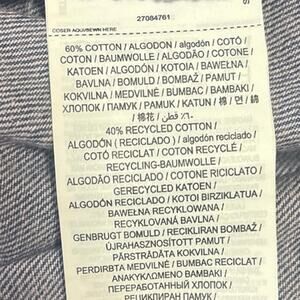 27084761
COSER AQUI/SEWN HERE
60% COTTON / ALGODON / algodón / COTÓ /
COTON / BAUMWOLLE / ALGODÃO / COTONE /
KATOEN / ALGODÓN / KOTOIA / BAWEŁNA /
BAVLNA / BOMULD / BOMBAŽ / PAMUT /
KOKVILNA / MEDVILNĖ / BUMBAC / BAMBAKI /
ХЛОПОК / ПАМУК / PAMUK / KATUN / 棉 / 면 / 綿
/ 棉花 / قطن / ٪٦٠
40% RECYCLED COTTON /
ALGODÓN ( RECICLADO ) / algodón reciclado /
COTÓ RECICLAT / COTON RECYCLÉ /
RECYCLING-BAUMWOLLE /
ALGODÃO RECICLADO / COTONE RICICLATO /
GERECYCLED KATOEN /
ALGODÓN RECICLADO / KOTOI BIRZIKLATUA /
BAWEŁNA RECYKLOWANA /
RECYKLOVANÁ BAVLNA /
GENBRUGT BOMULD / RECIKLIRAN BOMBAŽ /
ÚJRAHASZNOSÍTOTT PAMUT /
PĀRSTRĀDĀTA KOKVILNA /
PERDIRBTA MEDVILNĖ / BUMBAC RECICLAT /
ΑΝΑΚΥΚΛΩΜΕΝΟ BAMBAKI /
ПЕРЕРАБОТАННЫЙ ХЛОПОК /
РЕЦИКЛИРАН ПАМУК /